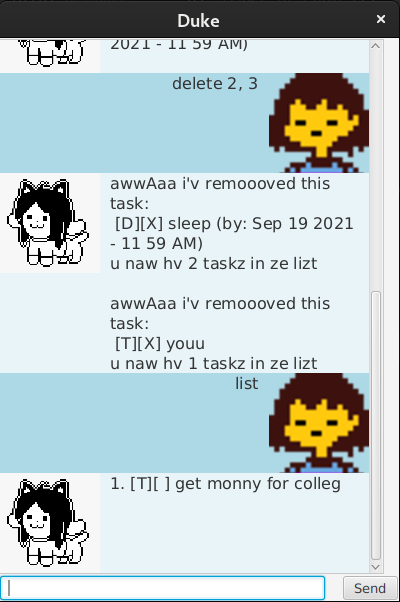 Duke
×
2021 - 11 59 AM)
delete 2, 3
awwAaa i'v remoooved this
task:
[D][X] sleep (by: Sep 19 2021
- 11 59 AM)
u naw hv 2 taskz in ze lizt
awwAaa i'v remoooved this
task:
[T][X] youu
u naw hv 1 taskz in ze lizt
list
1. [T][ ] get monny for colleg
Send